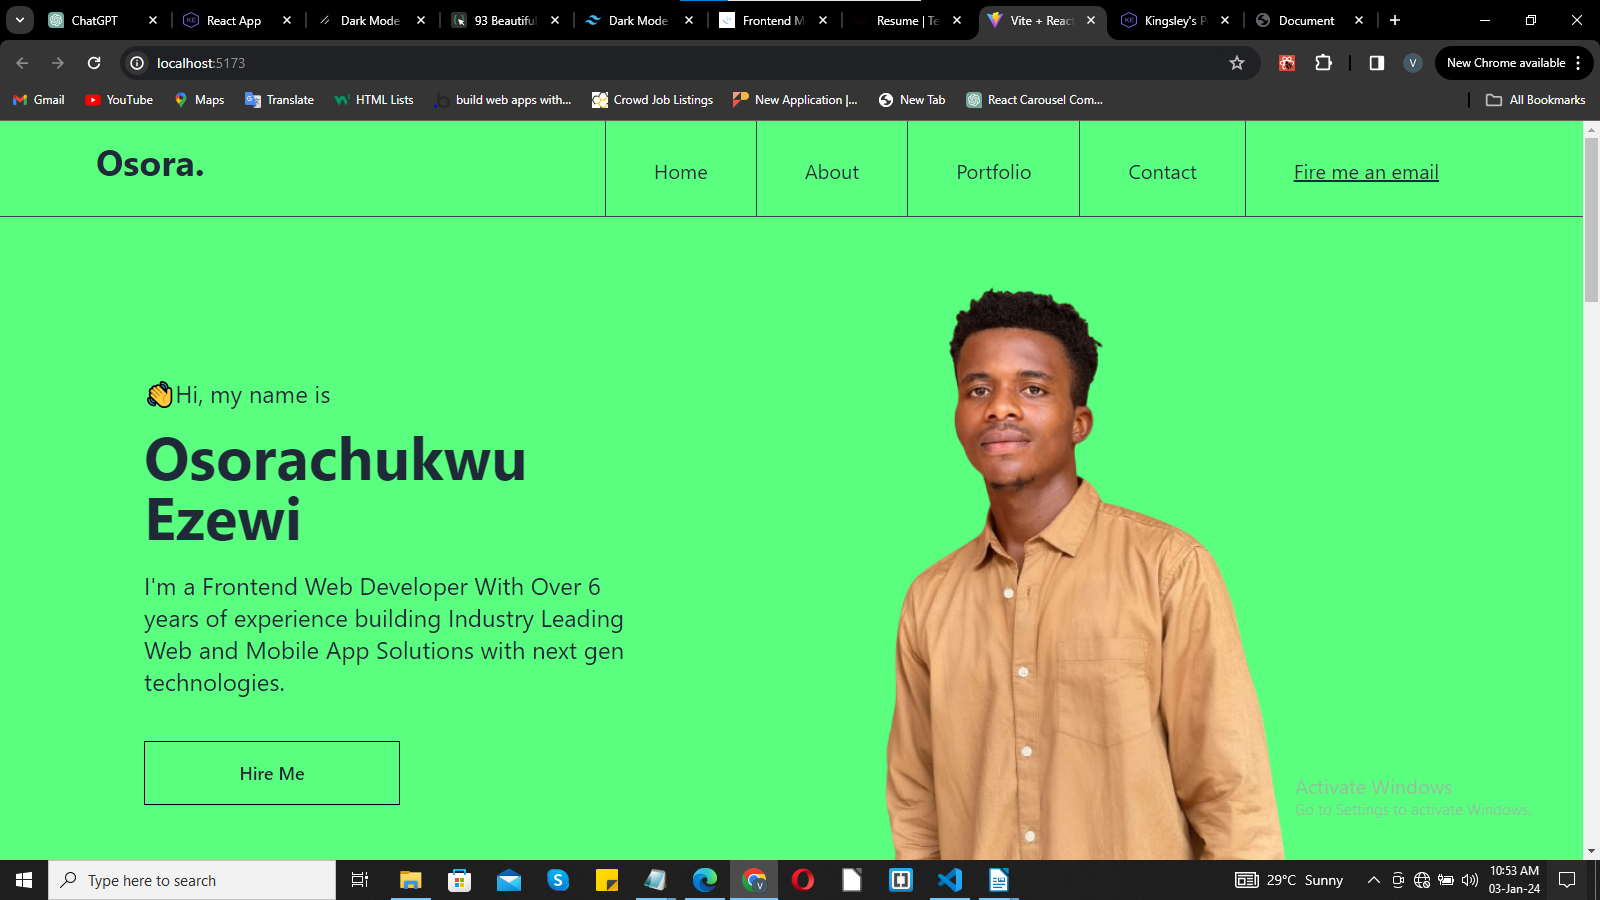 ChatGPT
React App
Dark Mode
93 Beautiful
Dark Mode
Frontend M
Resume | Te
Vite + React
Kingsley's P
Document
localhost:5173
New Chrome available
Gmail
YouTube
Maps
Translate
HTML Lists
build web apps with...
Crowd Job Listings
New Application |...
New Tab
React Carousel Com...
All Bookmarks
Osora.
Home
About
Portfolio
Contact
Fire me an email
👏Hi, my name is
Osorachukwu
Ezewi
I'm a Frontend Web Developer With Over 6
years of experience building Industry Leading
Web and Mobile App Solutions with next gen
technologies.
Hire Me
Activate Windows
Go to Settings to activate Windows.
Type here to search
29°C Sunny
10:53 AM
03-Jan-24